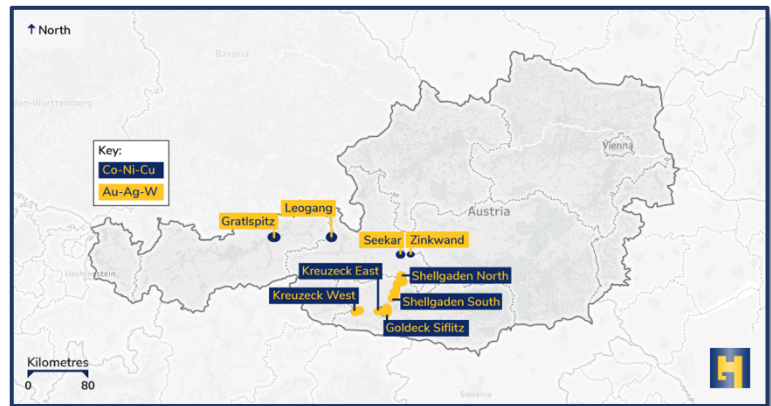 North
Bavaria
den-Württemberg
Key:
Co-Ni-Cu
Au-Ag-W
Vienna
Leogang
Gratlspitz
Austria
Seekar
Zinkwand
Kreuzeck East
Shellgaden North
Liechtenstein
Kreuzeck West
Shellgaden South
Goldeck Siflitz
Kilometres
0 80
Slovenia